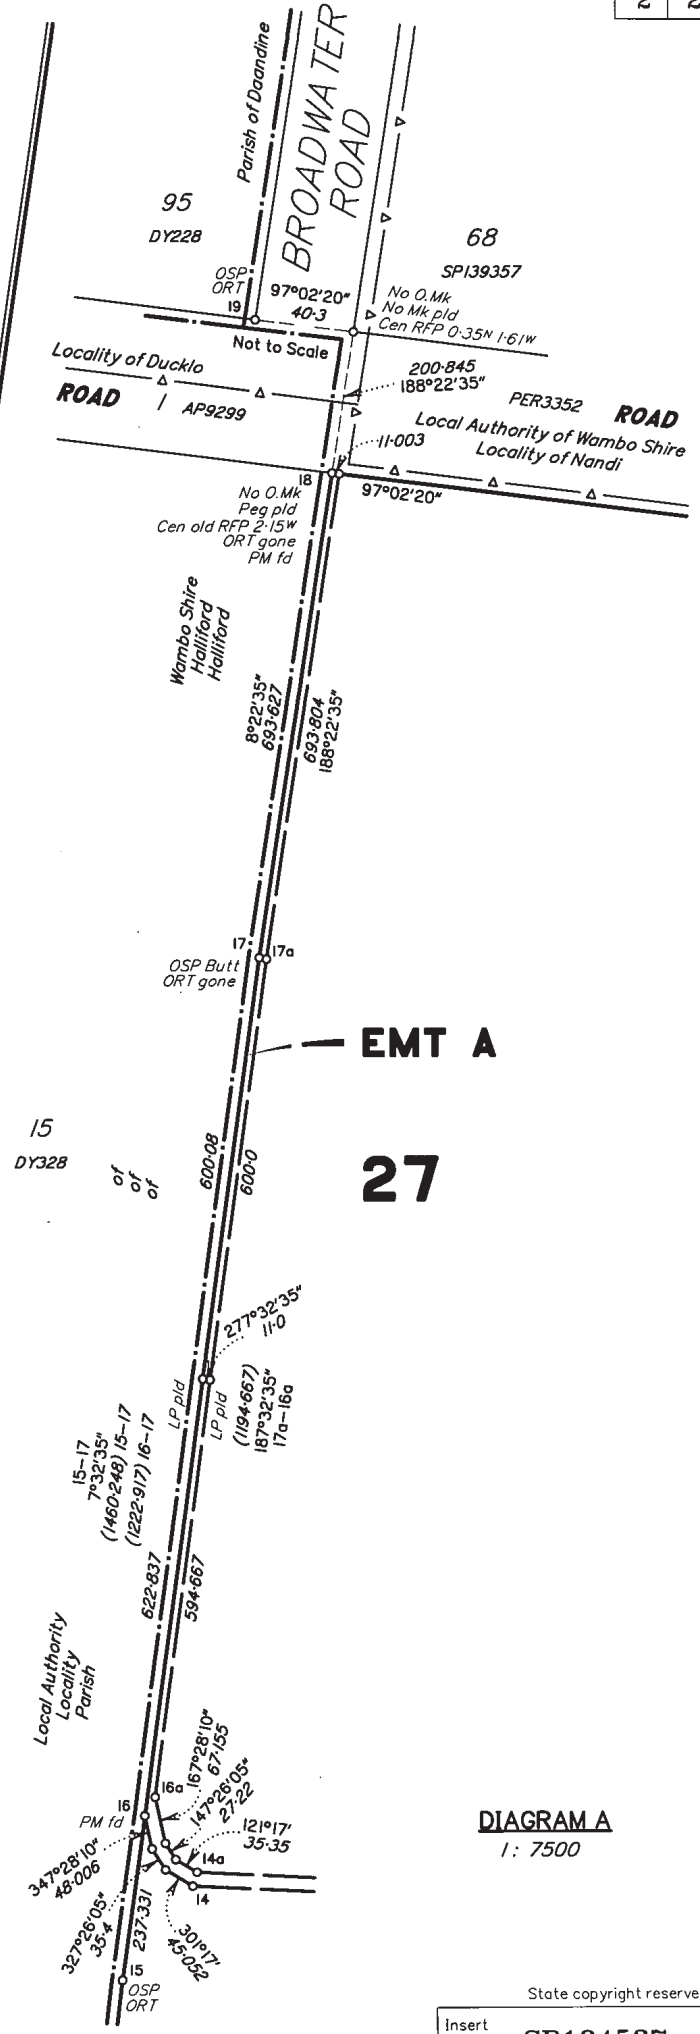 2 2
Parish of Daandine
BROADWATER
ROAD
95
DY228
68
SP139357
OSP
ORT
19
97°02'20"
40·3
No O.Mk
No Mk pld
Cen RFP 0·35N 1·61W
Not to Scale
Locality of Ducklo
200·845
188°22'35"
ROAD
AP9299
PER3352
ROAD
Local Authority of Wambo Shire
Locality of Nandi
11·003
18
97°02'20"
No O.Mk
Peg pld
Cen old RFP 2·15W
ORT gone
PM fd
Wambo Shire
Halliford
Halliford
8°22'35"
693·627
693·804
188°22'35"
17
17a
OSP Butt
ORT gone
EMT A
15
DY328
of
of
of
600·08
600·0
27
277°32'35"
11·0
LP pld
LP pld
(1194·667)
187°32'35"
17a-16a
15-17
7°32'35"
(1460·248) 15-17
(1222·917) 16-17
622·837
594·667
Local Authority
Locality
Parish
16a
167°28'10"
67·155
147°26'05"
27·22
121°17'
35·35
16
PM fd
14a
14
347°28'10"
48·006
327°26'05"
35·4
237·331
301°17'
45·052
15
OSP
ORT
DIAGRAM A
1: 7500
State copyright reserve
Insert